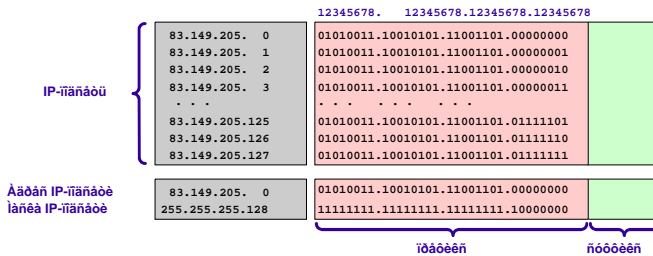 12345678. 12345678.12345678.12345678
83.149.205. 0 01010011.10010101.11001101.00000000
83.149.205. 1 01010011.10010101.11001101.00000001
83.149.205. 2 01010011.10010101.11001101.00000010
83.149.205. 3 01010011.10010101.11001101.00000011
IP-ïîäñåòü
. . . . . . . . . . . .
83.149.205.125 01010011.10010101.11001101.01111101
83.149.205.126 01010011.10010101.11001101.01111110
83.149.205.127 01010011.10010101.11001101.01111111
Àäðåñ IP-ïîäñåòè 83.149.205. 0 01010011.10010101.11001101.00000000
Ìàñêà IP-ïîäñåòè 255.255.255.128 11111111.11111111.11111111.10000000
ïðåôèêñ ñóôôèêñ